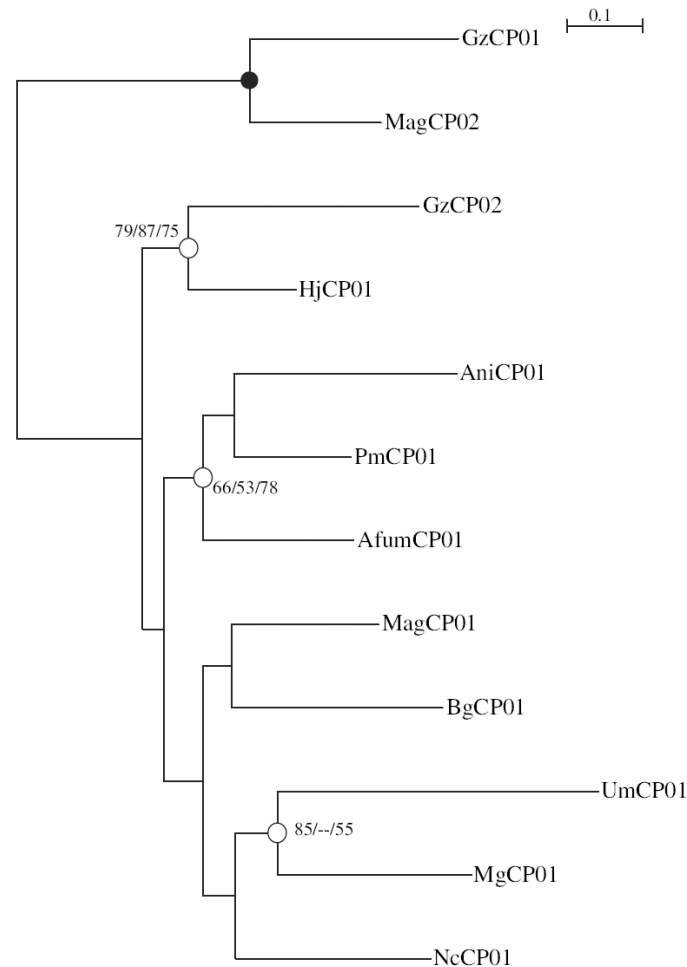 0.1
GzCP01
MagCP02
GzCP02
79/87/75
HjCP01
AniCP01
PmCP01
66/53/78
AfumCP01
MagCP01
BgCP01
UmCP01
85/--/55
MgCP01
NcCP01